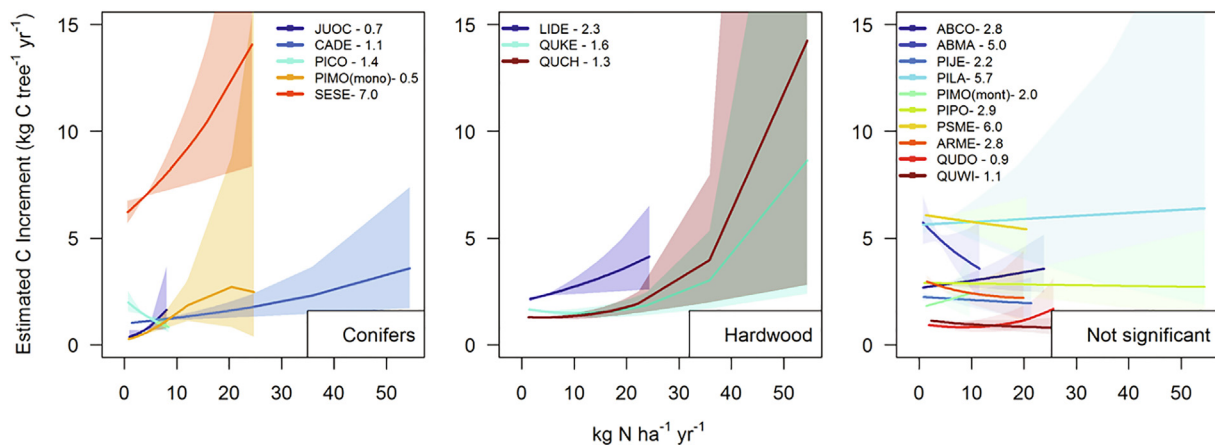 Estimated C Increment (kg C tree⁻¹ yr⁻¹)
15
10
5
0
JUOC - 0.7
CADE - 1.1
PICO - 1.4
PIMO(mono)- 0.5
SESE- 7.0
Conifers
0 10 20 30 40 50
15
10
5
0
LIDE - 2.3
QUKE - 1.6
QUCH - 1.3
Hardwood
0 10 20 30 40 50
15
10
5
0
ABCO- 2.8
ABMA - 5.0
PIJE - 2.2
PILA - 5.7
PIMO(mont)- 2.0
PIPO - 2.9
PSME - 6.0
ARME - 2.8
QUDO - 0.9
QUWI- 1.1
Not significant
0 10 20 30 40 50
kg N ha⁻¹ yr⁻¹